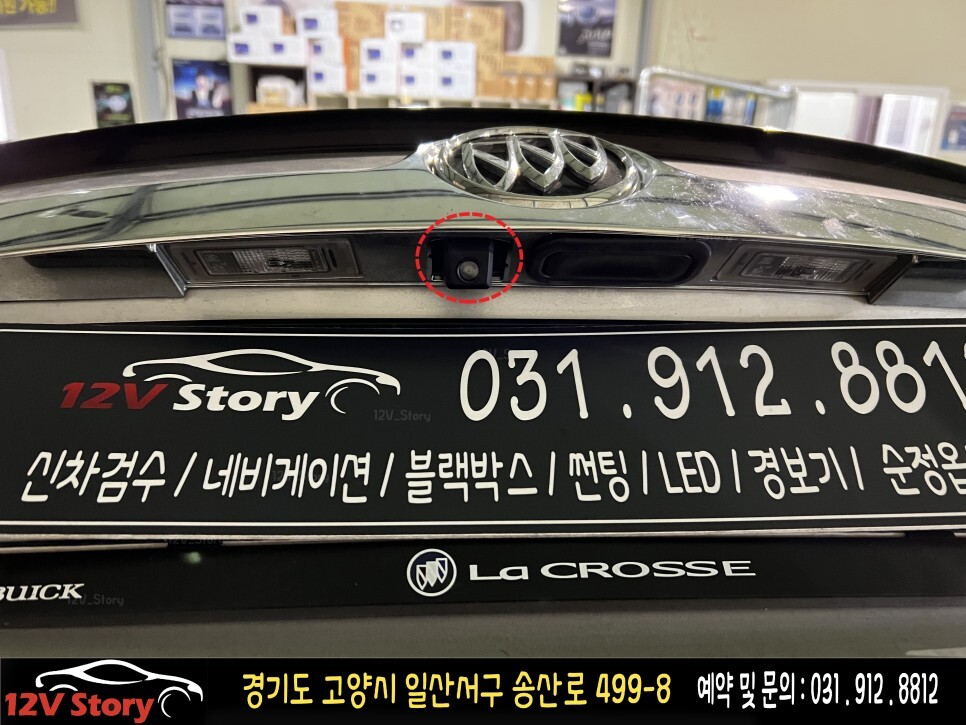 12V Story 031.912.881
12V_Story
신차검수 / 네비게이션 / 블랙박스 / 썬팅 / LED / 경보기 / 순정옵
BUICK La CROSSE
12V_Story
12V Story 경기도 고양시 일산서구 송산로 499-8 예약 및 문의 : 031 . 912 . 8812